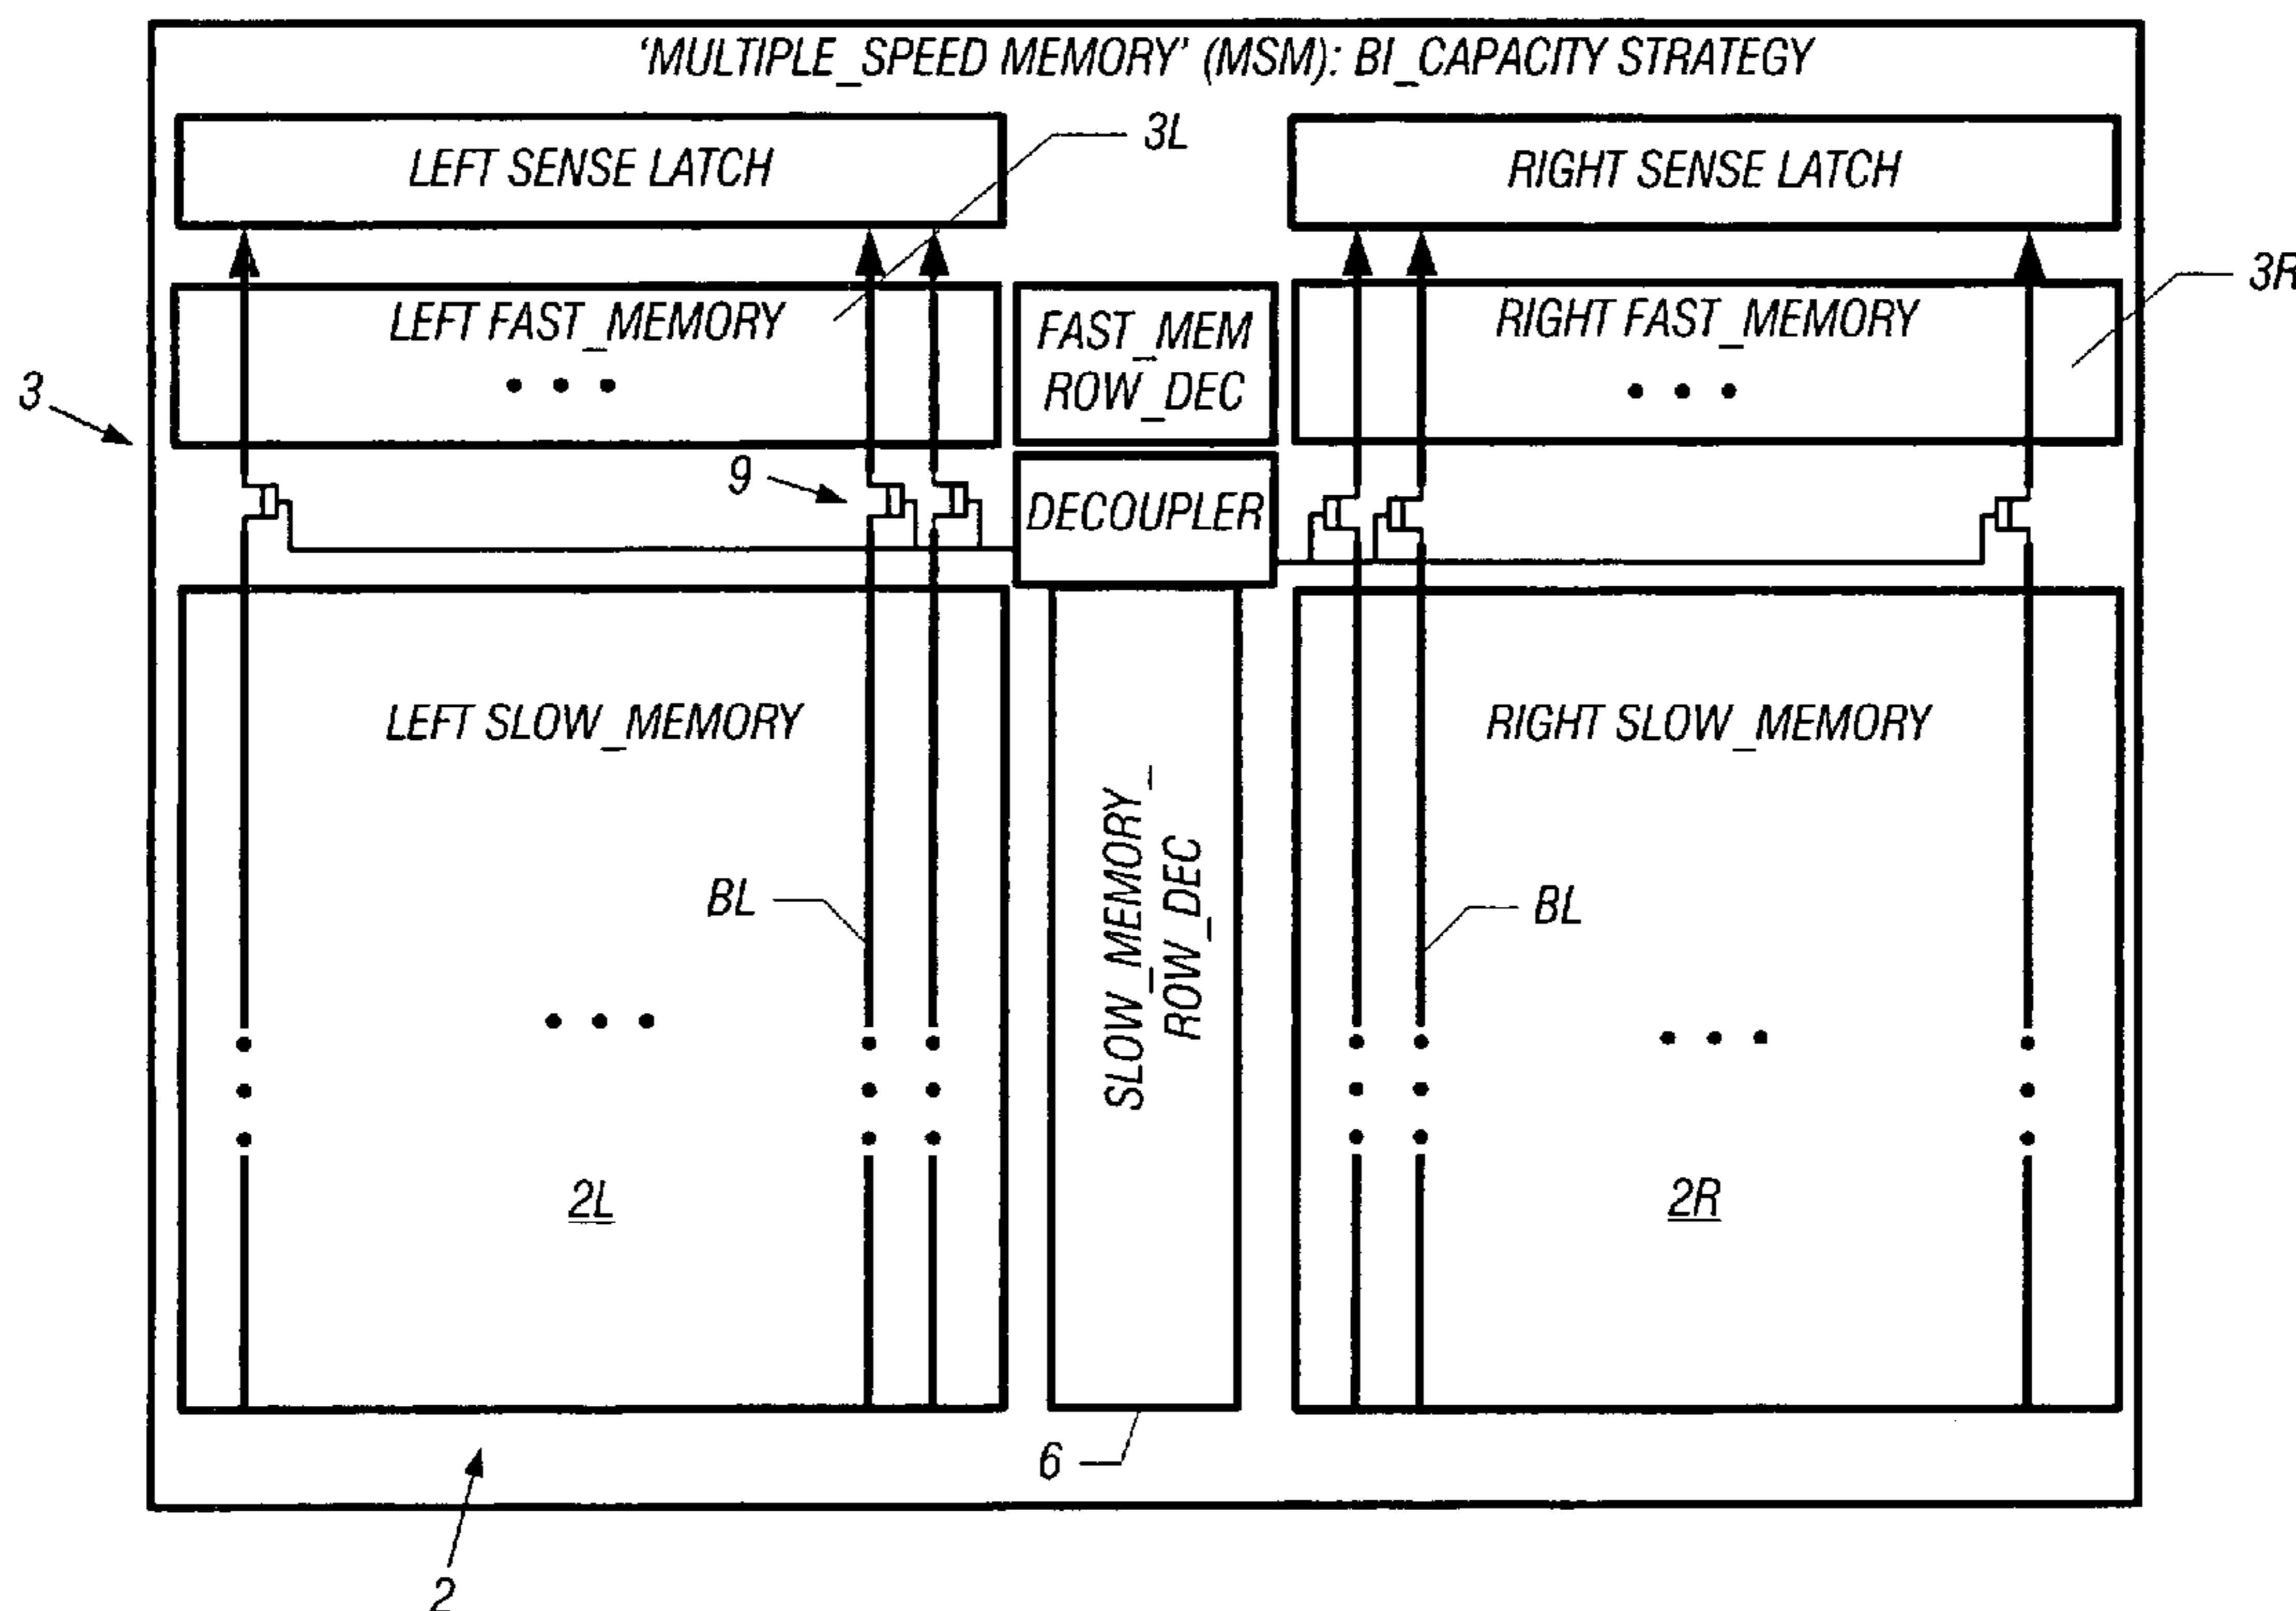 'MULTIPLE_SPEED MEMORY' (MSM): BI_CAPACITY STRATEGY
LEFT SENSE LATCH
3L
RIGHT SENSE LATCH
3R
LEFT FAST_MEMORY
FAST_MEM
ROW_DEC
RIGHT FAST_MEMORY
3
9
DECOUPLER
LEFT SLOW_MEMORY
RIGHT SLOW_MEMORY
SLOW_MEMORY_
ROW_DEC
BL
BL
2L
2R
6
2